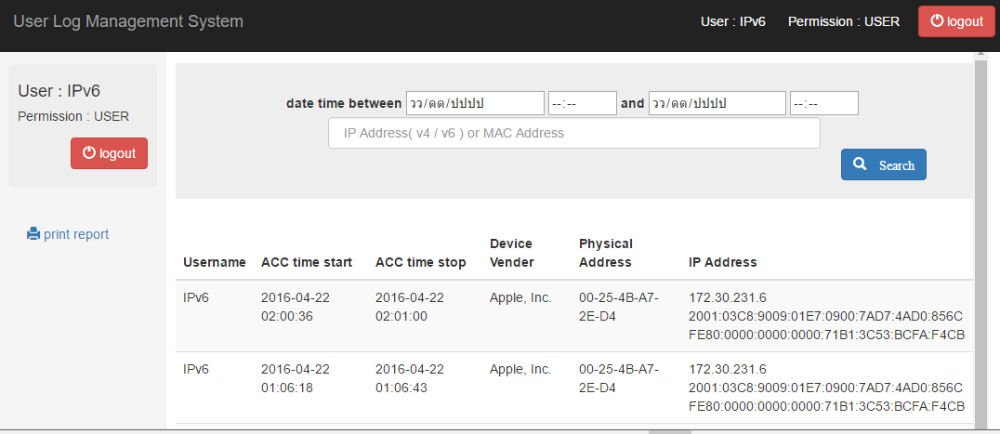 User Log Management System
User : IPv6 Permission : USER logout
User : IPv6
Permission : USER
logout
print report
date time between วว/ดด/ปปปป --:-- and วว/ดด/ปปปป --:--
IP Address( v4 / v6 ) or MAC Address
Search
Username ACC time start ACC time stop Device Vender Physical Address IP Address
IPv6 2016-04-22 2016-04-22 Apple, Inc. 00-25-4B-A7- 172.30.231.6
02:00:36 02:01:00 2E-D4 2001:03C8:9009:01E7:0900:7AD7:4AD0:856C
FE80:0000:0000:0000:71B1:3C53:BCFA:F4CB
IPv6 2016-04-22 2016-04-22 Apple, Inc. 00-25-4B-A7- 172.30.231.6
01:06:18 01:06:43 2E-D4 2001:03C8:9009:01E7:0900:7AD7:4AD0:856C
FE80:0000:0000:0000:71B1:3C53:BCFA:F4CB